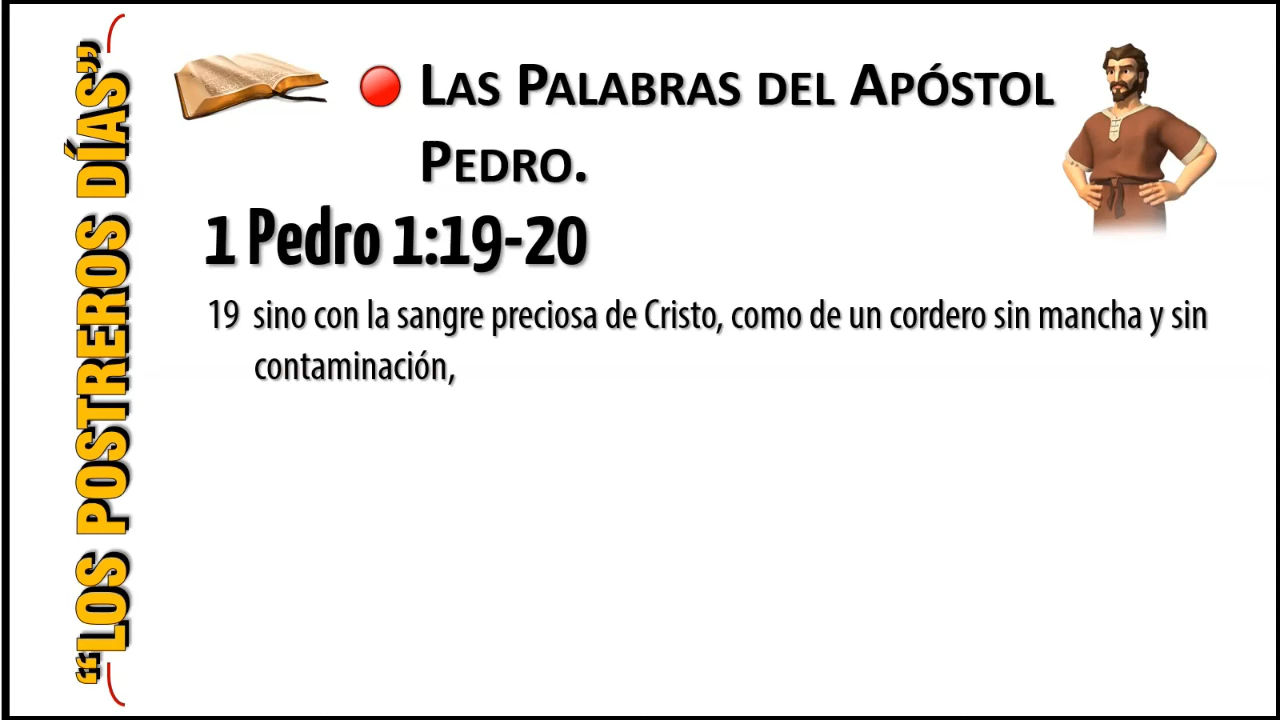 “LOS POSTREROS DÍAS”
LAS PALABRAS DEL APÓSTOL
PEDRO.
1 Pedro 1:19-20
19 sino con la sangre preciosa de Cristo, como de un cordero sin mancha y sin
contaminación,